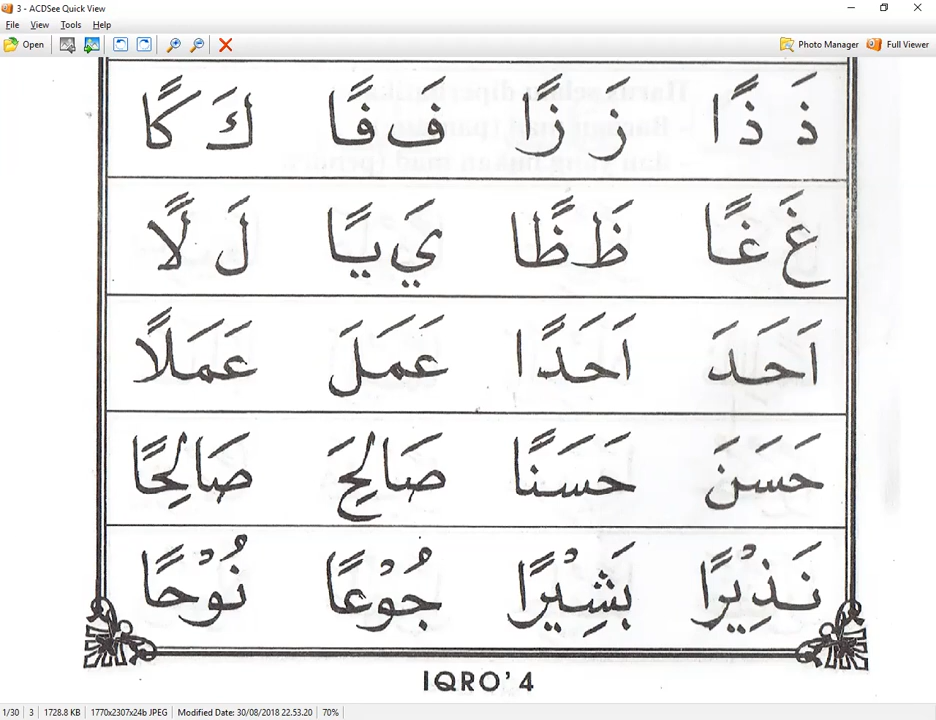 3 - ACDSee Quick View
File View Tools Help
Open Photo Manager Full Viewer
ذَ ذًا زَ زًا فَ فًا كَ كًا
غَ غًا ظَ ظًا يَ يًا لَ لًا
اَحَدَ اَحَدًا عَمَلَ عَمَلًا
حَسَنَ حَسَنًا صَالِحَ صَالِحًا
نَذِيْرًا بَشِيْرًا جُوْعًا نُوْحًا
IQRO' 4
1/30 3 1728.8 KB 1770x2307x24b JPEG Modified Date: 30/08/2018 22.53.20 70%